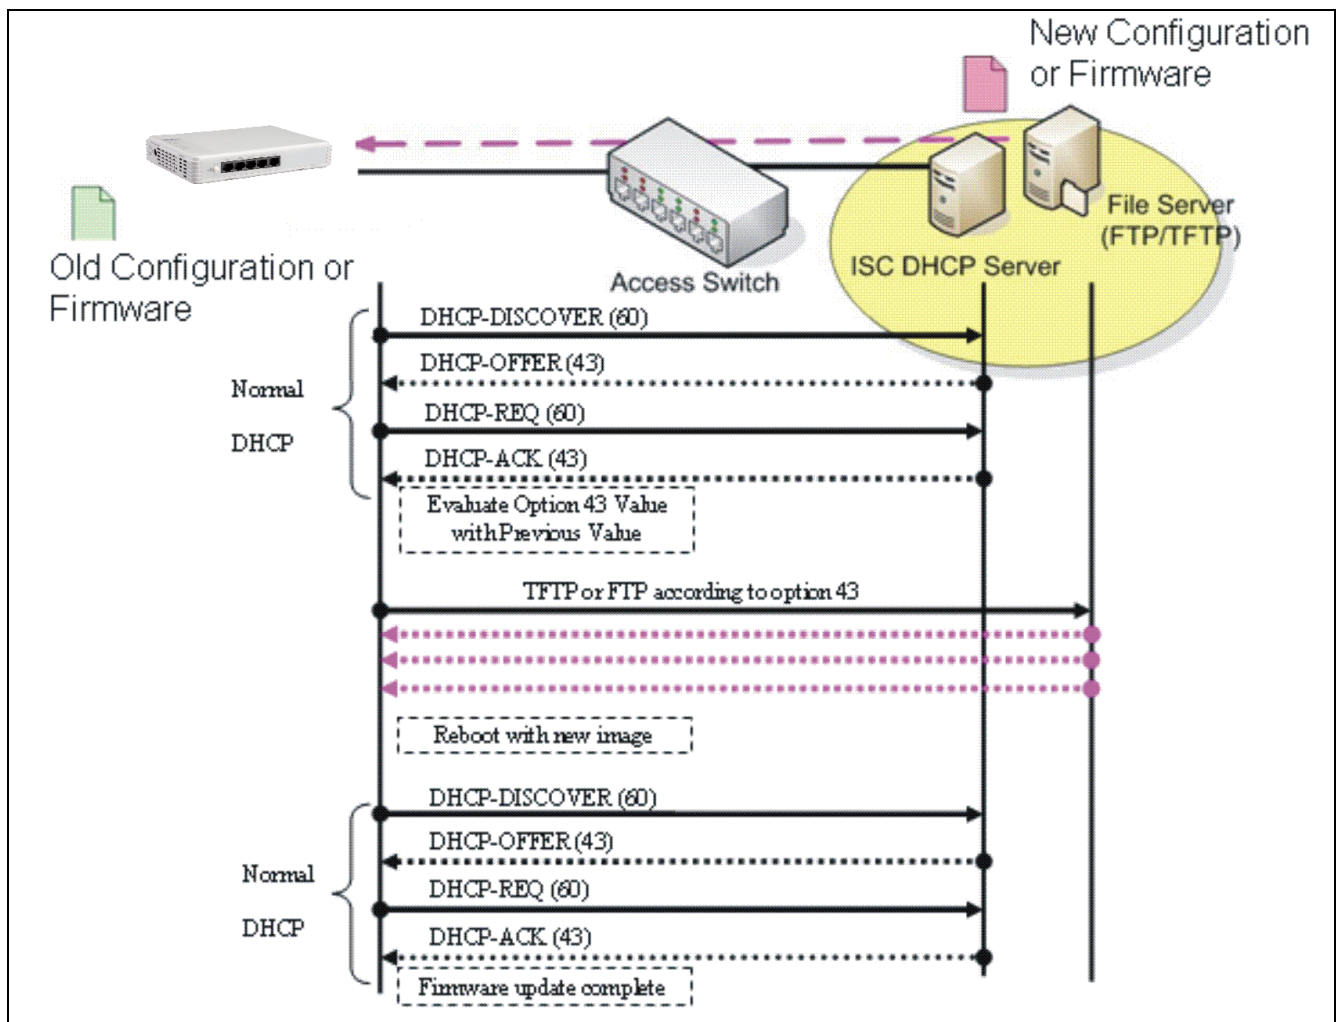 New Configuration
or Firmware
File Server
(FTP/TFTP)
ISC DHCP Server
Access Switch
Old Configuration or
Firmware
DHCP-DISCOVER (60)
DHCP-OFFER (43)
Normal
DHCP-REQ (60)
DHCP
DHCP-ACK (43)
Evaluate Option 43 Value
with Previous Value
TFTP or FTP according to option 43
Reboot with new image
DHCP-DISCOVER (60)
DHCP-OFFER (43)
Normal
DHCP-REQ (60)
DHCP
DHCP-ACK (43)
Firmware update complete